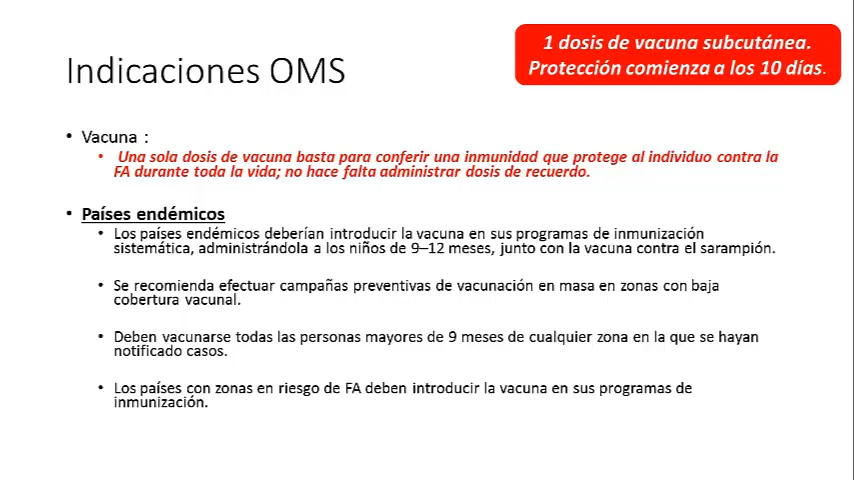 1 dosis de vacuna subcutánea.
Protección comienza a los 10 días.
Indicaciones OMS
• Vacuna :
• Una sola dosis de vacuna basta para conferir una inmunidad que protege al individuo contra la
FA durante toda la vida; no hace falta administrar dosis de recuerdo.
• Países endémicos
• Los países endémicos deberían introducir la vacuna en sus programas de inmunización
sistemática, administrándola a los niños de 9–12 meses, junto con la vacuna contra el sarampión.
• Se recomienda efectuar campañas preventivas de vacunación en masa en zonas con baja
cobertura vacunal.
• Deben vacunarse todas las personas mayores de 9 meses de cualquier zona en la que se hayan
notificado casos.
• Los países con zonas en riesgo de FA deben introducir la vacuna en sus programas de
inmunización.